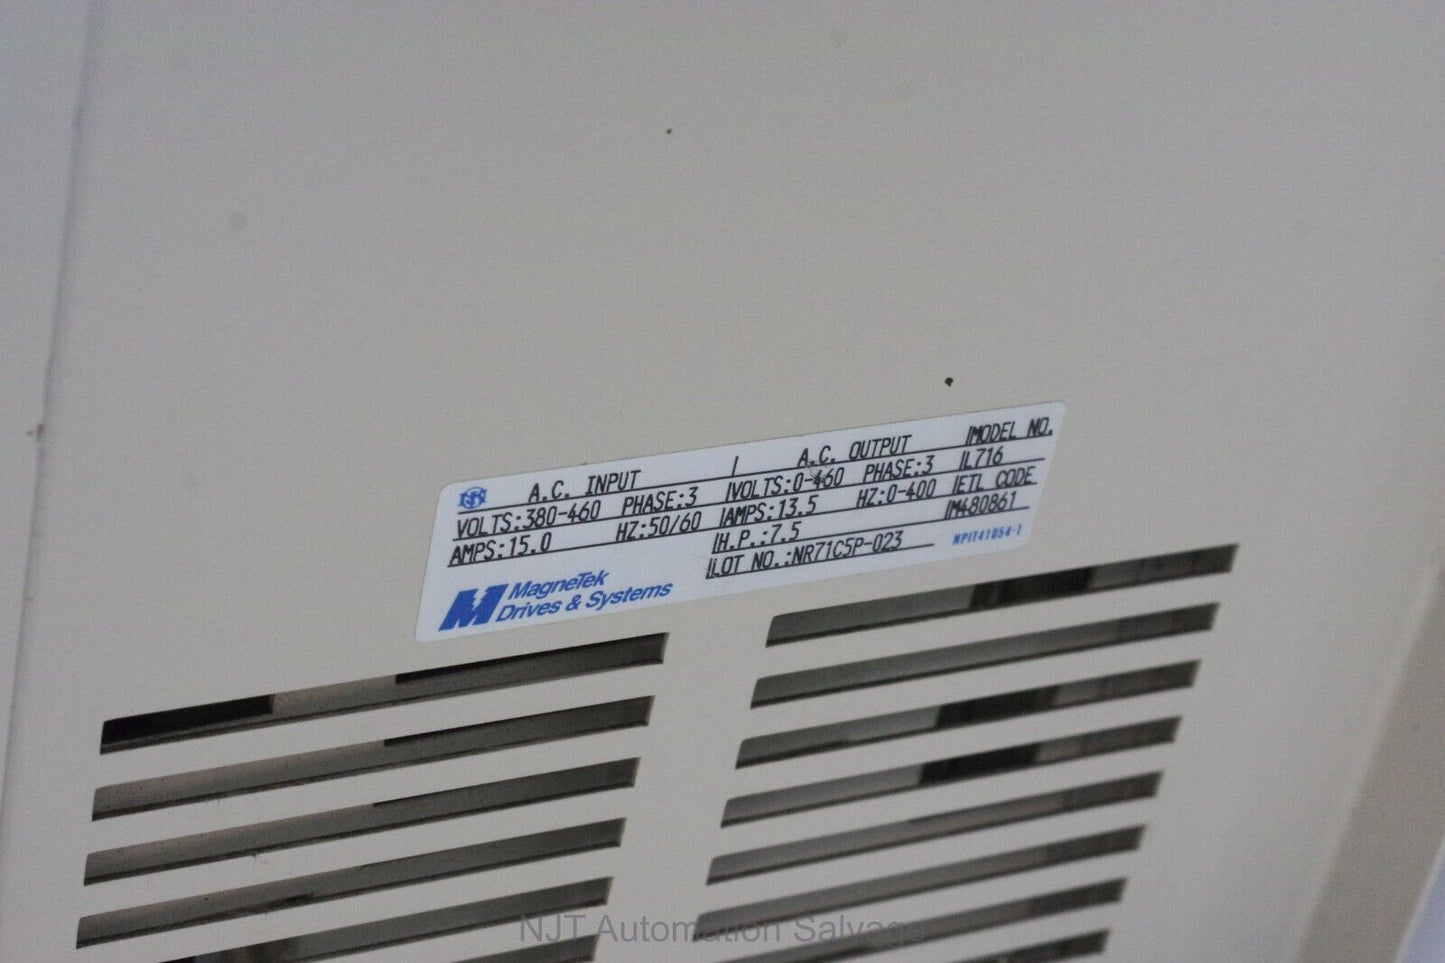 A.C. INPUT | A.C. OUTPUT |MODEL NO.
VOLTS:380-460 PHASE:3 |VOLTS:0-460 PHASE:3 |L716
AMPS:15.0 HZ:50/60 |AMPS:13.5 HZ:0-400 |ETL CODE
|H.P.:7.5 |M480861
|LOT NO.:NR71C5P-023 NPIT41054-1
MagneTek
Drives & Systems
NJT Automation Salvage